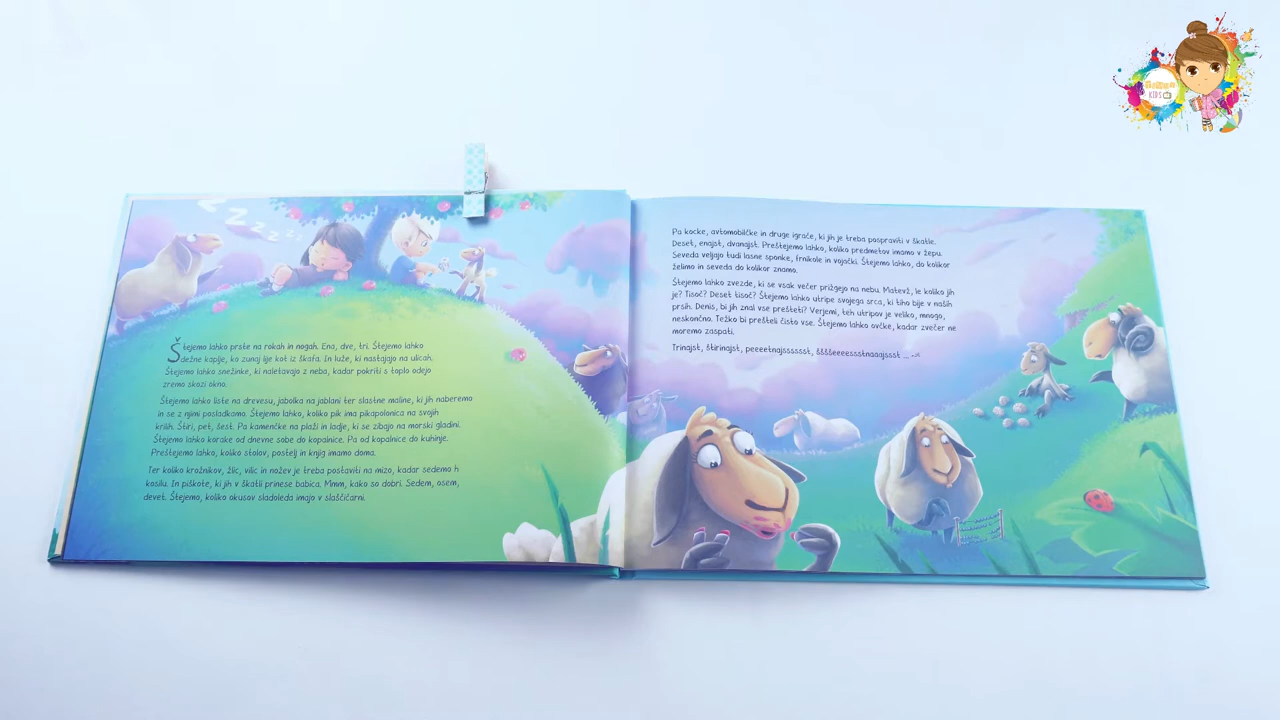 Z Z Z Z Z Z
Štejemo lahko prste na rokah in nogah. Ena, dve, tri. Štejemo lahko
dežne kaplje, ko zunaj lije kot iz škafa. In luže, ki nastajajo na ulicah.
Štejemo lahko snežinke, ki naletavajo z neba, kadar pokriti s toplo odejo
zremo skozi okno.
Štejemo lahko liste na drevesu, jabolka na jablani ter slastne maline, ki jih naberemo
in se z njimi posladkamo. Štejemo lahko, koliko pik ima pikapolonica na svojih
krilih. Štiri, pet, šest. Pa kamenčke na plaži in ladje, ki se zibajo na morski gladini.
Štejemo lahko korake od dnevne sobe do kopalnice. Pa od kopalnice do kuhinje.
Preštejemo lahko, koliko stolov, postelj in knjig imamo doma.
Ter koliko krožnikov, žlic, vilic in nožev je treba postaviti na mizo, kadar sedemo h
kosilu. In piškote, ki jih v škatli prinese babica. Mmm, kako so dobri. Sedem, osem,
devet. Štejemo, koliko okusov sladoleda imajo v slaščičarni.
Pa kocke, avtomobilčke in druge igrače, ki jih je treba pospraviti v škatle.
Deset, enajst, dvanajst. Preštejemo lahko, koliko predmetov imamo v žepu.
Seveda veljajo tudi lasne sponke, frnikole in vojački. Štejemo lahko, do kolikor
želimo in seveda do kolikor znamo.
Štejemo lahko zvezde, ki se vsak večer prižgejo na nebu. Matevž, le koliko jih
je? Tisoč? Deset tisoč? Štejemo lahko utripe svojega srca, ki tiho bije v naših
prsih. Denis, bi jih znal vse prešteti? Verjemi, teh utripov je veliko, mnogo,
neskončno. Težko bi prešteli čisto vse. Štejemo lahko ovčke, kadar zvečer ne
moremo zaspati.
Trinajst, štirinajst, peeeetnajsssssst, ššššeeeessstnaaajssst ...
KIDS